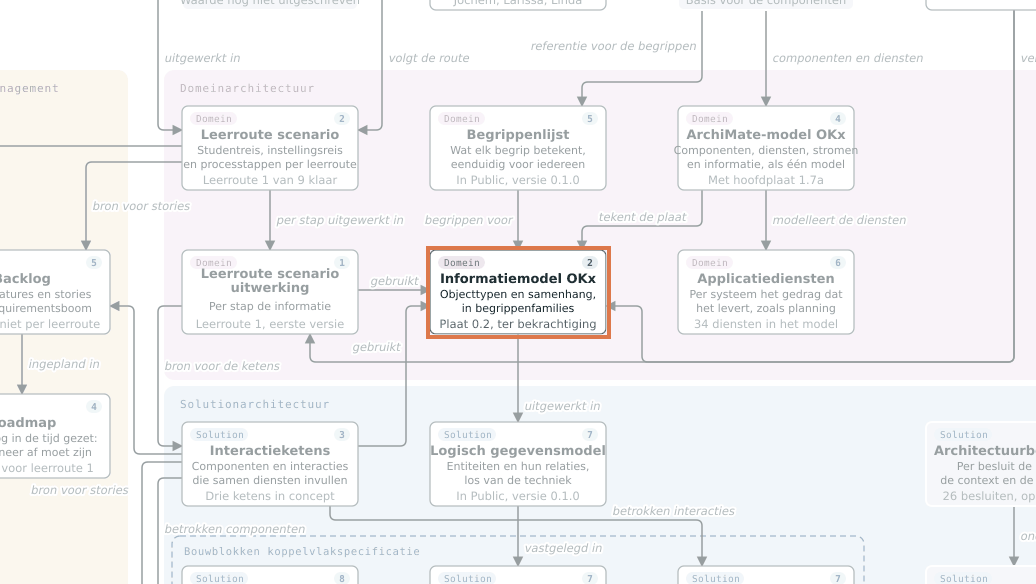 Waarde nog niet uitgeschreven
Jochem, Larissa, Linda
Basis voor de componenten
uitgewerkt in
volgt de route
referentie voor de begrippen
componenten en diensten
nagement
Domeinarchitectuur
Domein 2
Leerroute scenario
Studentreis, instellingsreis
en processtappen per leerroute
Leerroute 1 van 9 klaar
Domein 5
Begrippenlijst
Wat elk begrip betekent,
eenduidig voor iedereen
In Public, versie 0.1.0
Domein 4
ArchiMate-model OKx
Componenten, diensten, stromen
en informatie, als één model
Met hoofdplaat 1.7a
bron voor stories
per stap uitgewerkt in
begrippen voor
tekent de plaat
modelleert de diensten
5
Backlog
atures en stories
quirementsboom
niet per leerroute
Domein 1
Leerroute scenario
uitwerking
Per stap de informatie
Leerroute 1, eerste versie
gebruikt
Domein 2
Informatiemodel OKx
Objecttypen en samenhang,
in begrippenfamilies
Plaat 0.2, ter bekrachtiging
Domein 6
Applicatiediensten
Per systeem het gedrag dat
het levert, zoals planning
34 diensten in het model
gebruikt
ingepland in
bron voor de ketens
4
oadmap
og in de tijd gezet:
neer af moet zijn
voor leerroute 1
bron voor stories
Solutionarchitectuur
uitgewerkt in
Solution 3
Interactieketens
Componenten en interacties
die samen diensten invullen
Drie ketens in concept
Solution 7
Logisch gegevensmodel
Entiteiten en hun relaties,
los van de techniek
In Public, versie 0.1.0
Solution
Architectuurb
Per besluit de
de context en de
26 besluiten, op
betrokken interacties
betrokken componenten
Bouwblokken koppelvlakspecificatie
vastgelegd in
Solution 8
Solution 7
Solution 7
Solution